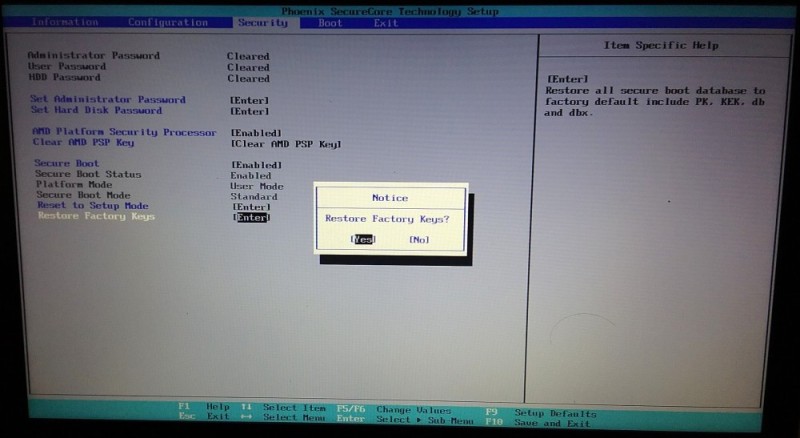 Phoenix SecureCore Technology Setup
Information Configuration Security Boot Exit
Administrator Password Cleared
User Password Cleared
HDD Password Cleared
Set Administrator Password [Enter]
Set Hard Disk Password [Enter]
AMD Platform Security Processor [Enabled]
Clear AMD PSP Key [Clear AMD PSP Key]
Secure Boot [Enabled]
Secure Boot Status Enabled
Platform Mode User Mode
Secure Boot Mode Standard
Reset to Setup Mode [Enter]
Restore Factory Keys [Enter]
Notice
Restore Factory Keys?
[Yes] [No]
Item Specific Help
[Enter]
Restore all secure boot database to
factory default include PK, KEK, db
and dbx.
F1 Help ↑↓ Select Item F5/F6 Change Values F9 Setup Defaults
Esc Exit ↔ Select Menu Enter Select ▶ Sub Menu F10 Save and Exit